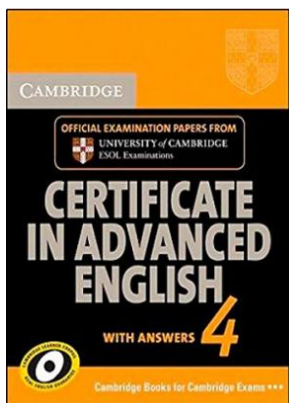 CAMBRIDGE
OFFICIAL EXAMINATION PAPERS FROM
UNIVERSITY of CAMBRIDGE
ESOL Examinations
CERTIFICATE
IN ADVANCED
ENGLISH
WITH ANSWERS 4
Cambridge Books for Cambridge Exams